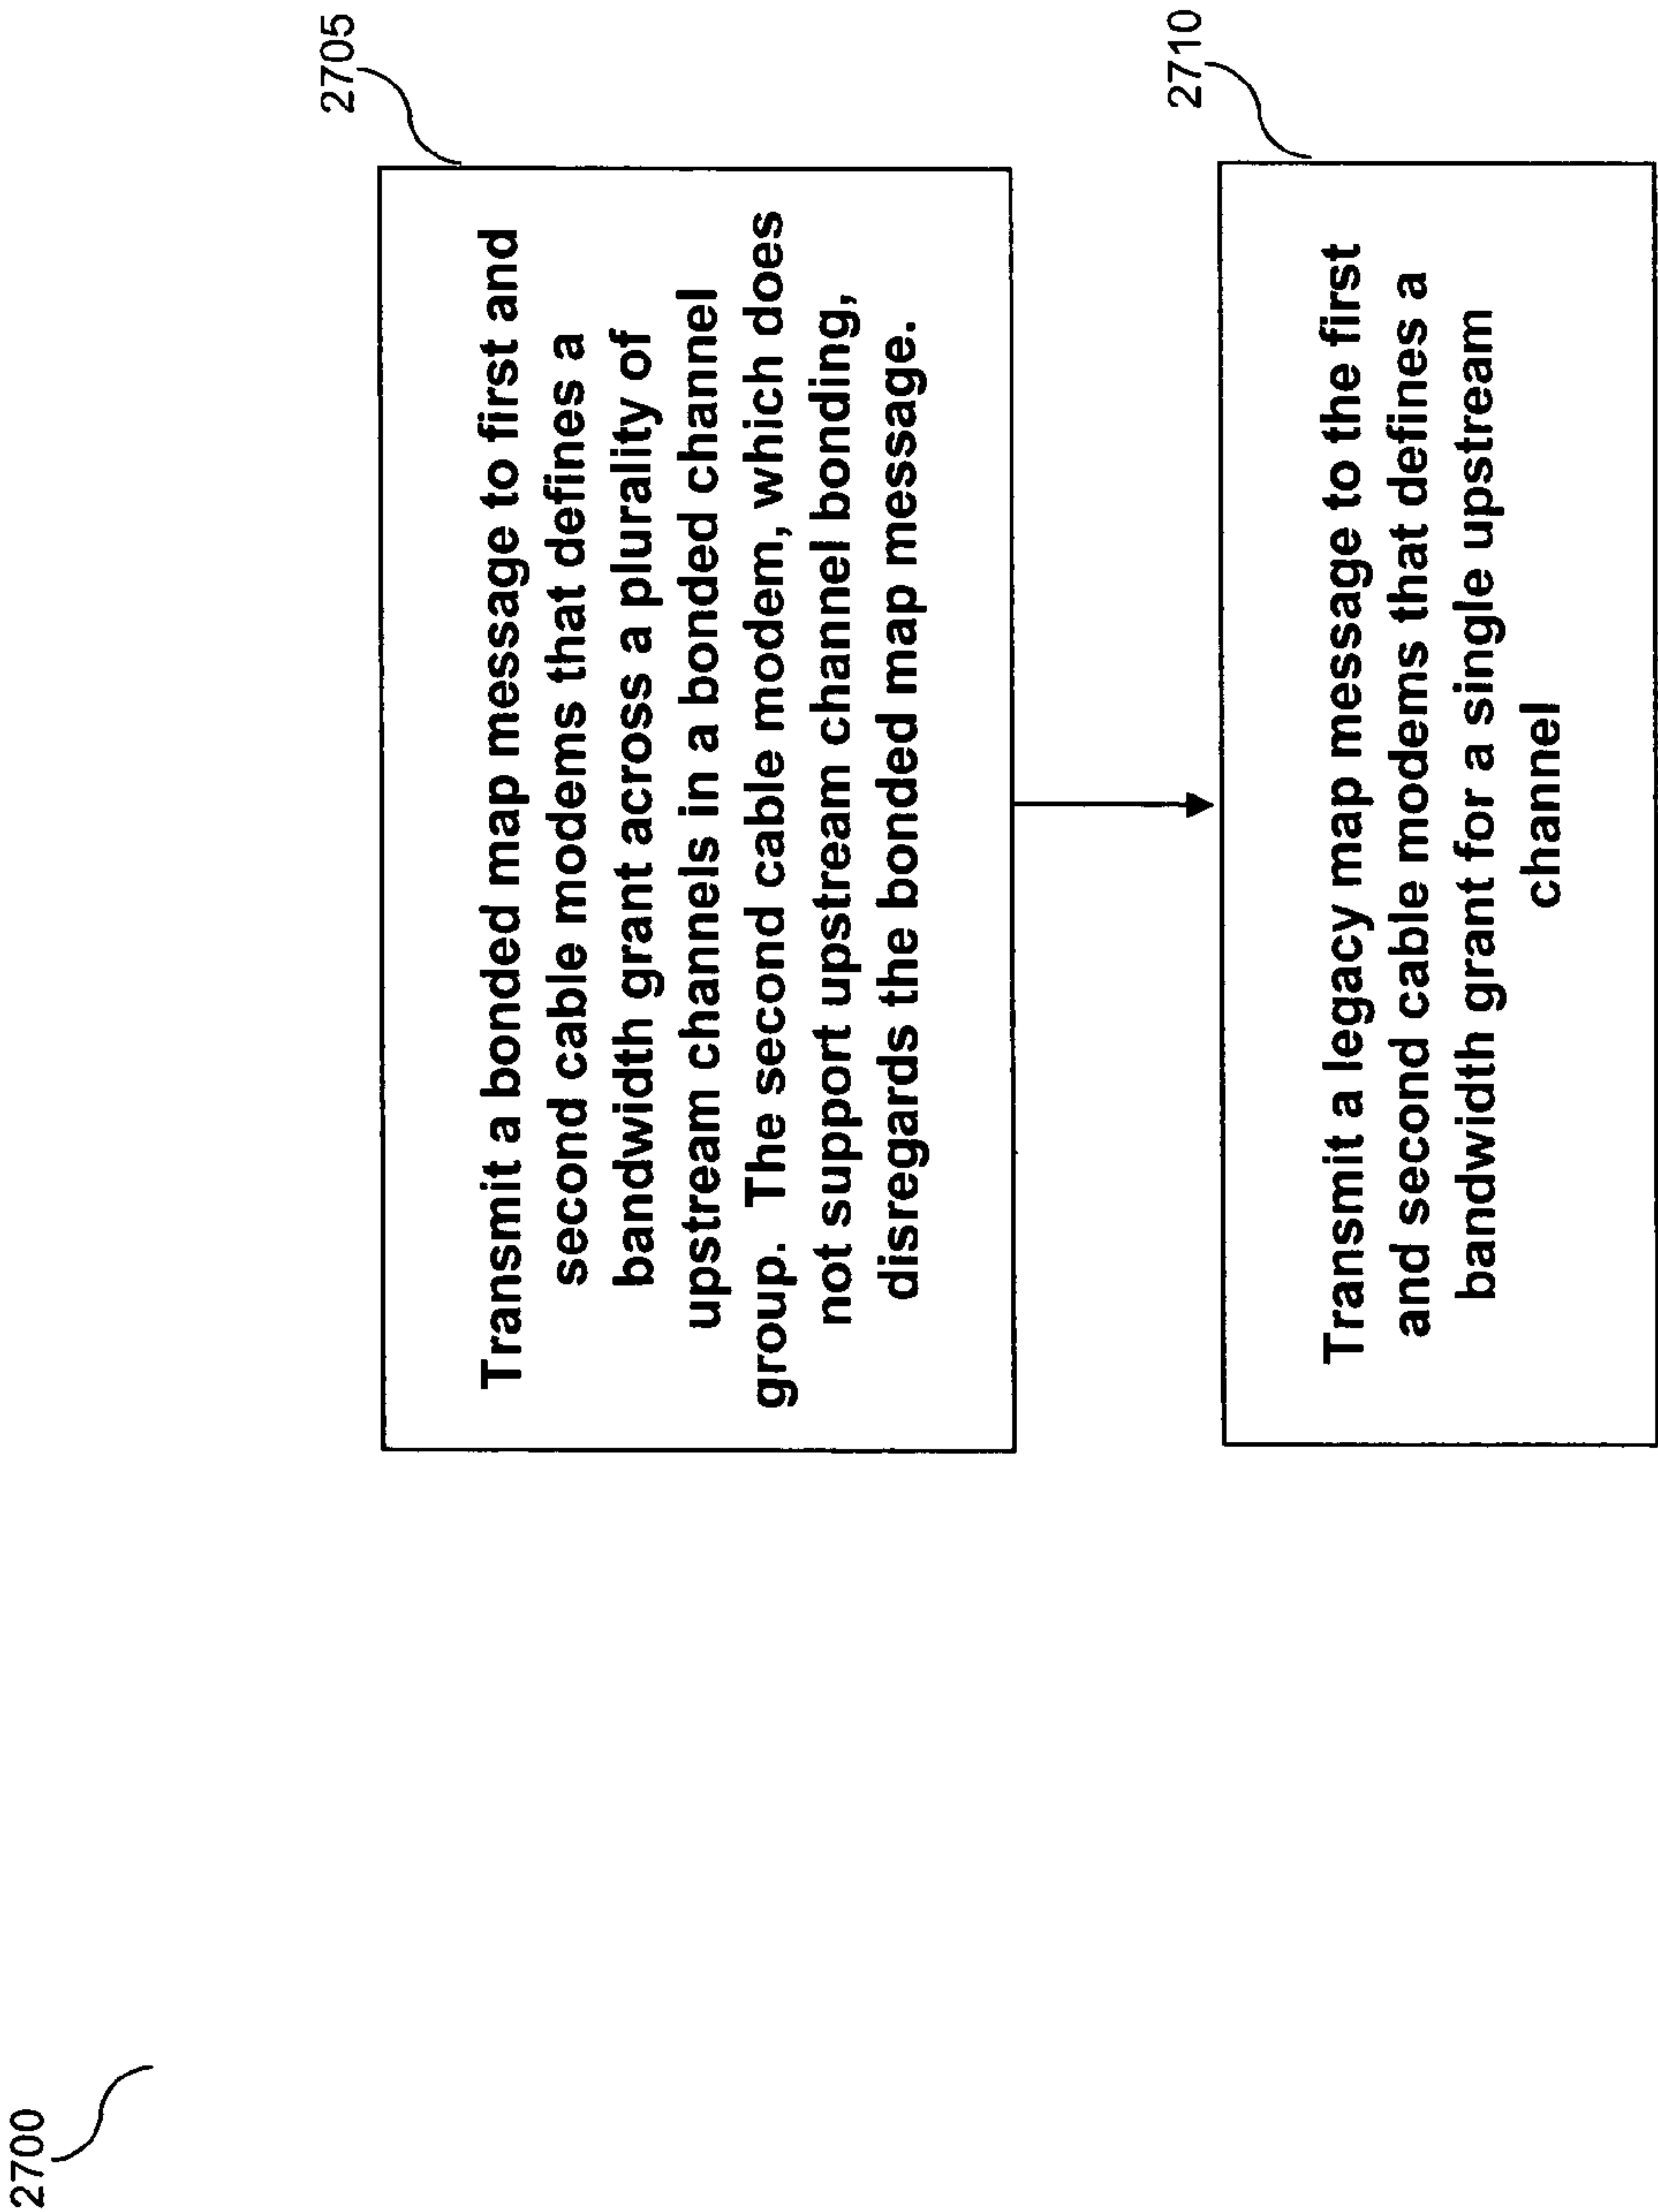 2700
2705
Transmit a bonded map message to first and
second cable modems that defines a
bandwidth grant across a plurality of
upstream channels in a bonded channel
group. The second cable modem, which does
not support upstream channel bonding,
disregards the bonded map message.
2710
Transmit a legacy map message to the first
and second cable modems that defines a
bandwidth grant for a single upstream
channel